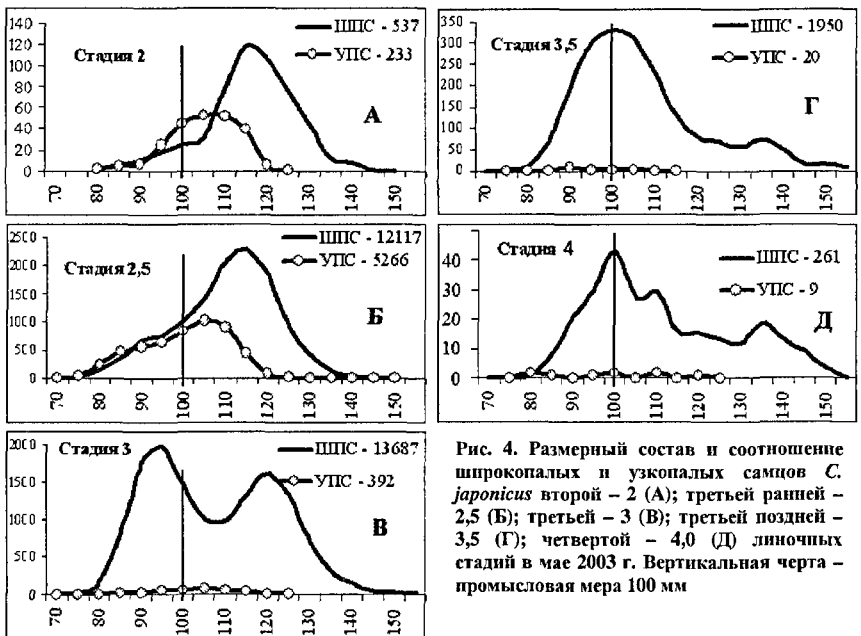 140
120
100
80
60
40
20
0
Стадия 2
ШПС - 537
УПС - 233
А
70 80 90 100 110 120 130 140 150
2500
2000
1500
1000
500
0
Стадия 2,5
ШПС - 12117
УПС - 5266
Б
70 80 90 100 110 120 130 140 150
2000
1500
1000
500
0
Стадия 3
ШПС - 13687
УПС - 392
В
70 80 90 100 110 120 130 140 150
350
300
250
200
150
100
50
0
Стадия 3,5
ШПС - 1950
УПС - 20
Г
70 80 90 100 110 120 130 140 150
40
30
20
10
0
Стадия 4
ШПС - 261
УПС - 9
Д
70 80 90 100 110 120 130 140 150
Рис. 4. Размерный состав и соотношение
широкопалых и узкопалых самцов C.
japonicus второй – 2 (А); третьей ранней –
2,5 (Б); третьей – 3 (В); третьей поздней –
3,5 (Г); четвертой – 4,0 (Д) линочных
стадий в мае 2003 г. Вертикальная черта –
промысловая мера 100 мм